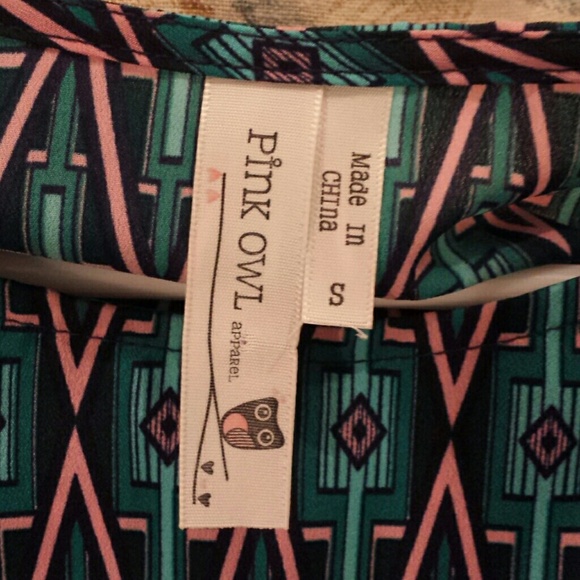 Pink OWL
apparel
Made In
China
S